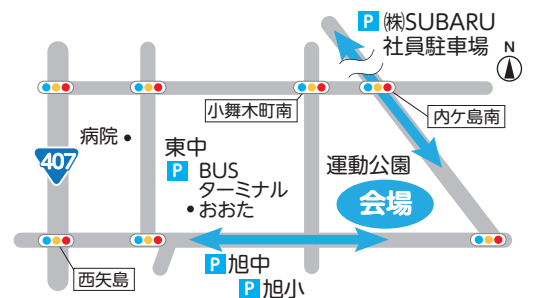 P ㈱SUBARU
社員駐車場
N
小舞木町南
内ケ島南
病院
407
東中
P BUS
ターミナル
おおた
運動公園
会場
西矢島
P 旭中
P 旭小